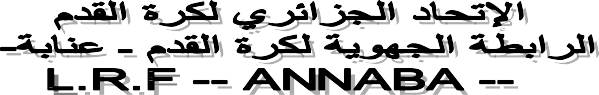 الإتحاد الجزائري لكرة القدم
الرابطة الجهوية لكرة القدم - عنابة-
L.R.F -- ANNABA --